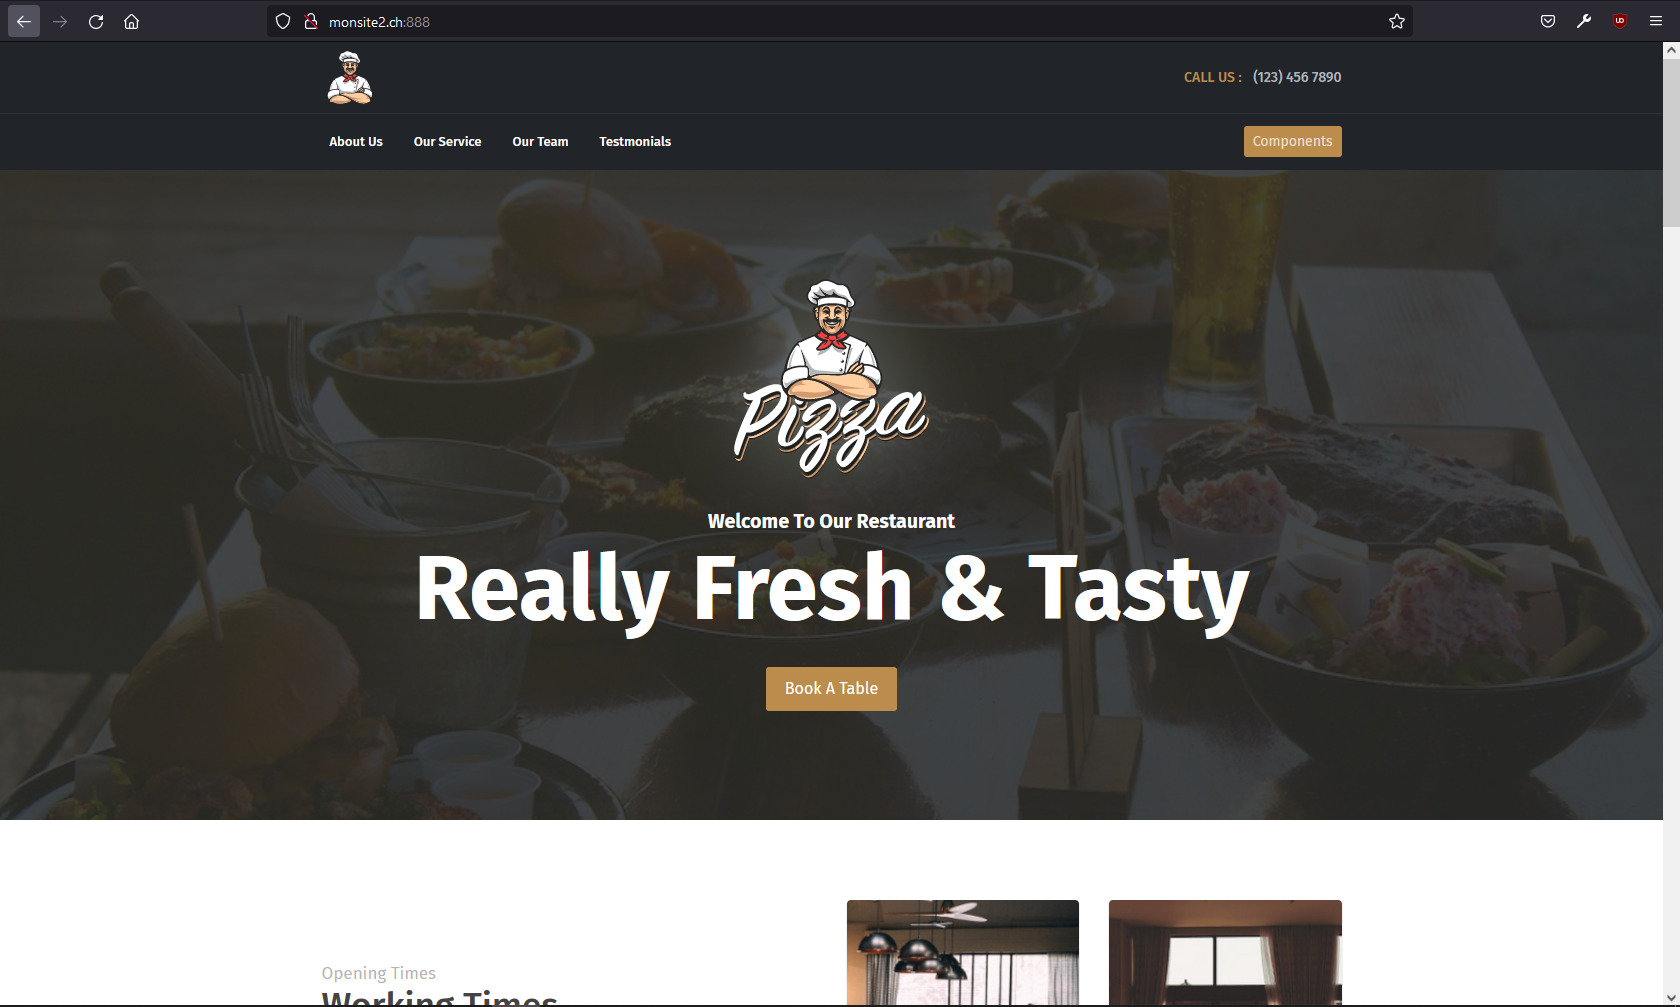 monsite2.ch:888
CALL US : (123) 456 7890
About Us Our Service Our Team Testmonials Components
Pizza
Welcome To Our Restaurant
Really Fresh & Tasty
Book A Table
Opening Times
Working Times